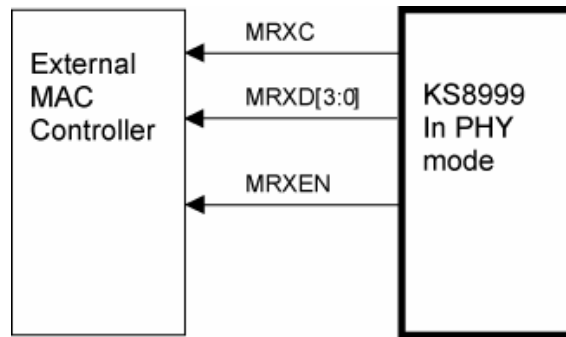 External
MAC
Controller
MRXC
MRXD[3:0]
MRXEN
KS8999
In PHY
mode